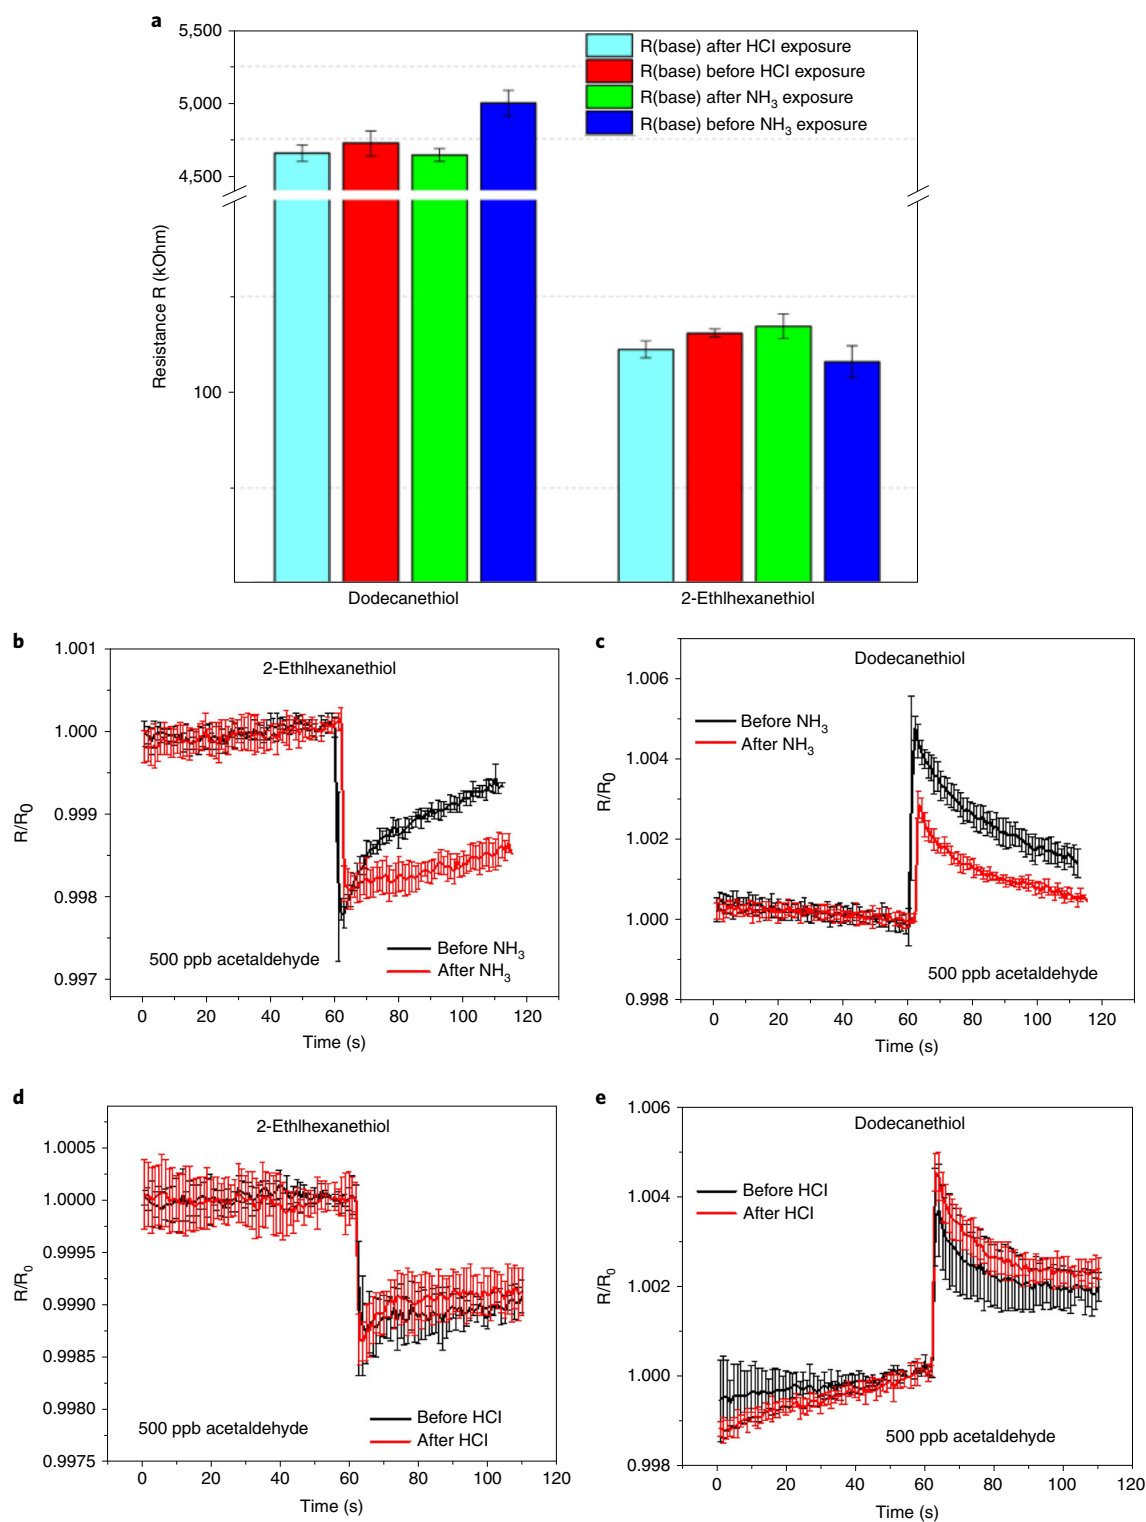 a
5,500
5,000
4,500
100
Resistance R (kOhm)
R(base) after HCl exposure
R(base) before HCl exposure
R(base) after NH3 exposure
R(base) before NH3 exposure
Dodecanethiol
2-Ethlhexanethiol
b
2-Ethlhexanethiol
1.001
1.000
0.999
0.998
0.997
R/R0
500 ppb acetaldehyde
Before NH3
After NH3
0 20 40 60 80 100 120
Time (s)
c
Dodecanethiol
1.006
1.004
1.002
1.000
0.998
R/R0
Before NH3
After NH3
500 ppb acetaldehyde
0 20 40 60 80 100 120
Time (s)
d
2-Ethlhexanethiol
1.0005
1.0000
0.9995
0.9990
0.9985
0.9980
0.9975
R/R0
500 ppb acetaldehyde
Before HCl
After HCl
0 20 40 60 80 100 120
Time (s)
e
Dodecanethiol
1.006
1.004
1.002
1.000
0.998
R/R0
Before HCl
After HCl
500 ppb acetaldehyde
0 20 40 60 80 100 120
Time (s)